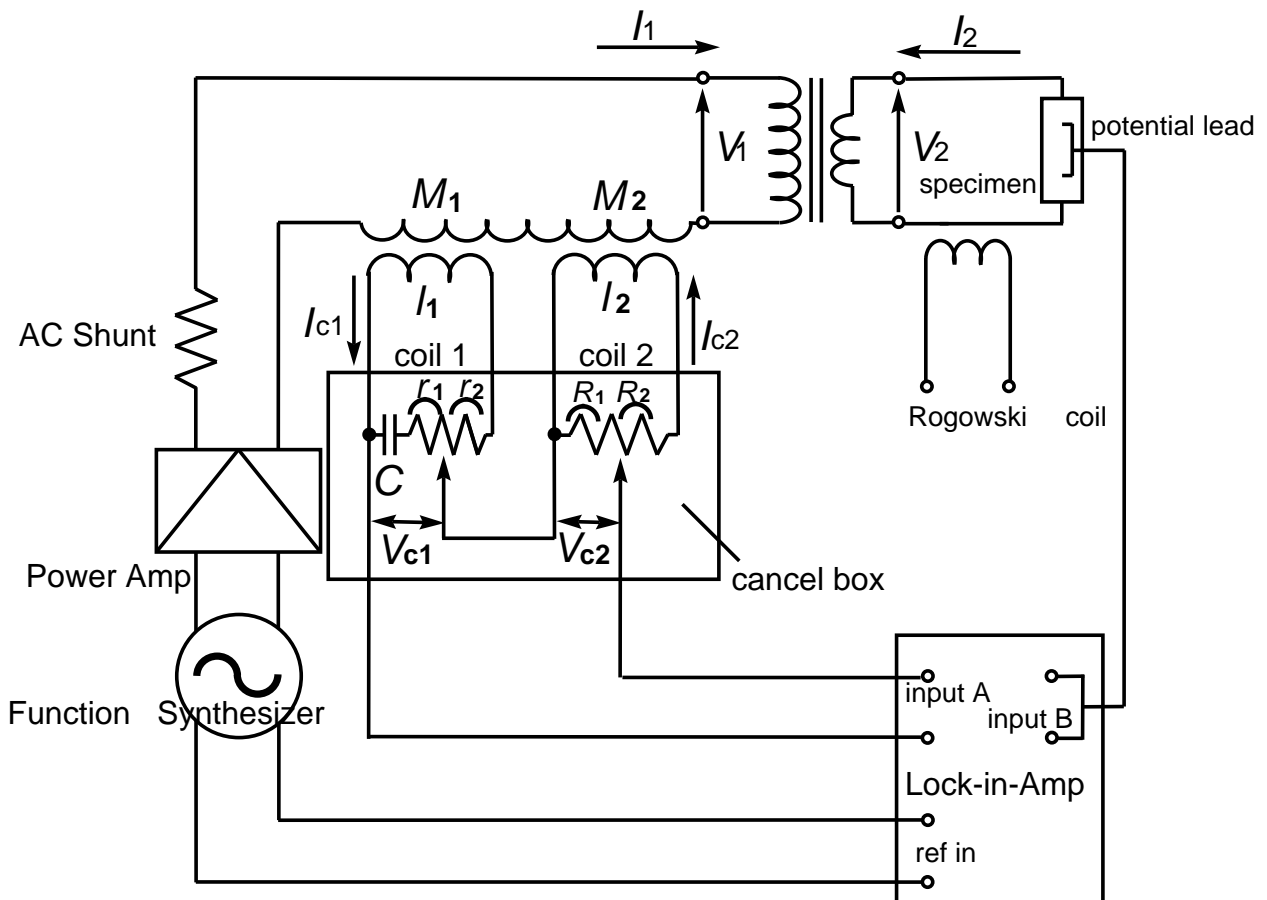 I1
I2
potential lead
V1
V2
specimen
M1
M2
AC Shunt
Ic1
l1
l2
Ic2
coil 1
coil 2
r1
r2
R1
R2
Rogowski coil
C
Vc1
Vc2
Power Amp
cancel box
input A
input B
Function Synthesizer
Lock-in-Amp
ref in